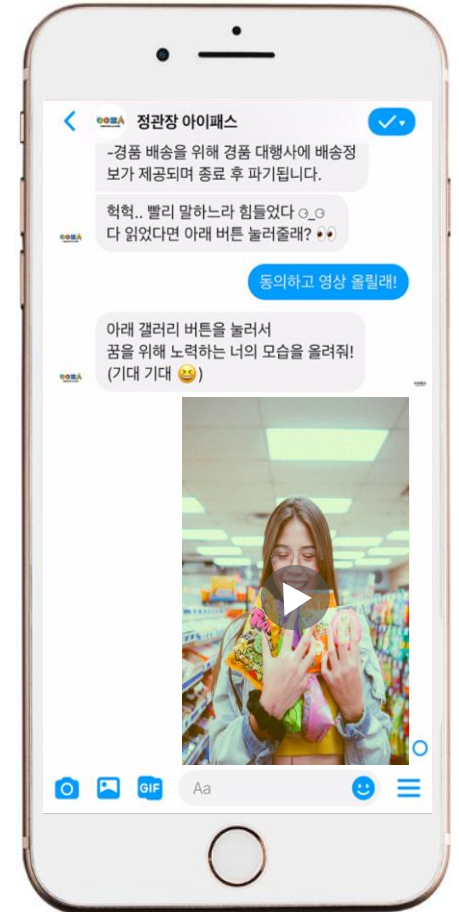 정관장 아이패스
-경품 배송을 위해 경품 대행사에 배송정
보가 제공되며 종료 후 파기됩니다.
헉헉.. 빨리 말하느라 힘들었다 ⚆_⚆
다 읽었다면 아래 버튼 눌러줄래? 👀
동의하고 영상 올릴래!
아래 갤러리 버튼을 눌러서
꿈을 위해 노력하는 너의 모습을 올려줘!
(기대 기대 😆)
GIF
Aa